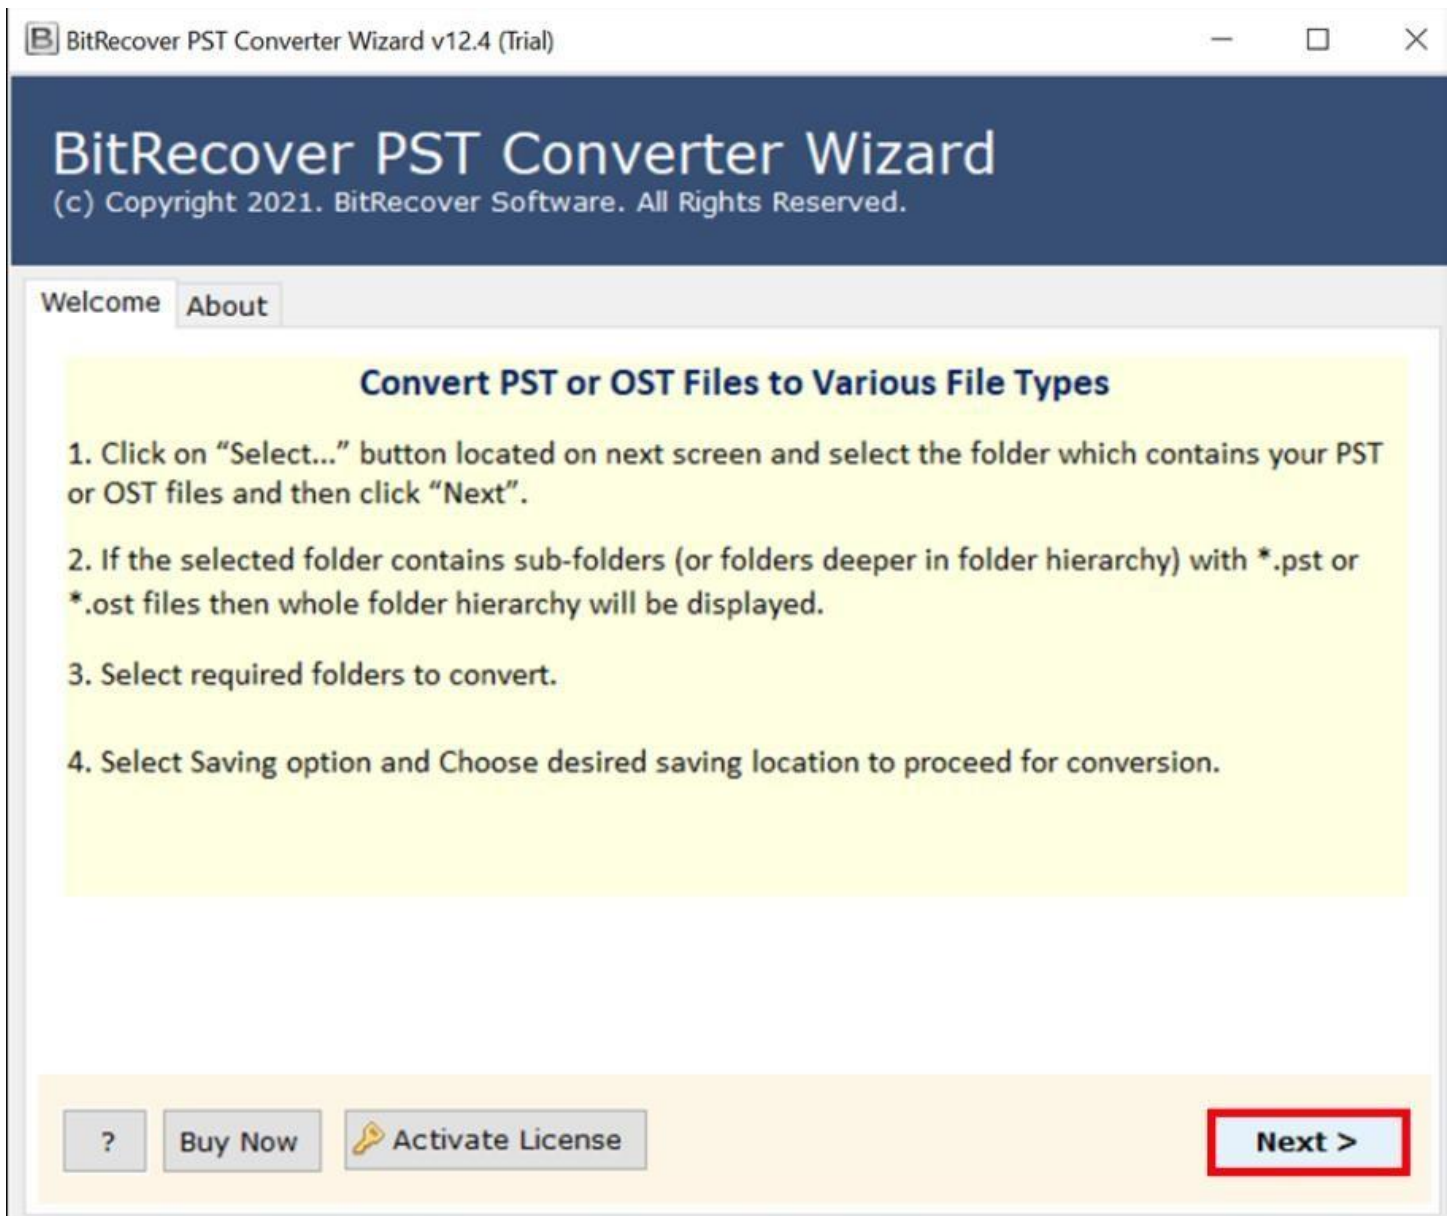 BitRecover PST Converter Wizard v12.4 (Trial)
BitRecover PST Converter Wizard
(c) Copyright 2021. BitRecover Software. All Rights Reserved.
Welcome About
Convert PST or OST Files to Various File Types
1. Click on “Select...” button located on next screen and select the folder which contains your PST
or OST files and then click “Next”.
2. If the selected folder contains sub-folders (or folders deeper in folder hierarchy) with *.pst or
*.ost files then whole folder hierarchy will be displayed.
3. Select required folders to convert.
4. Select Saving option and Choose desired saving location to proceed for conversion.
? Buy Now Activate License Next >